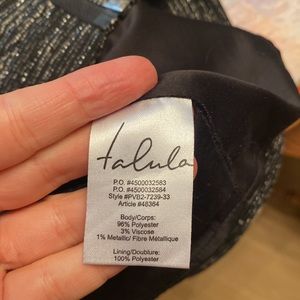 talula
P.O. #4500032583
P.O. #4500032584
Style #PVB2-7239-33
Article #48364
Body/Corps:
96% Polyester
3% Viscose
1% Metallic/ Fibre Métallique
Lining/Doublure:
100% Polyester